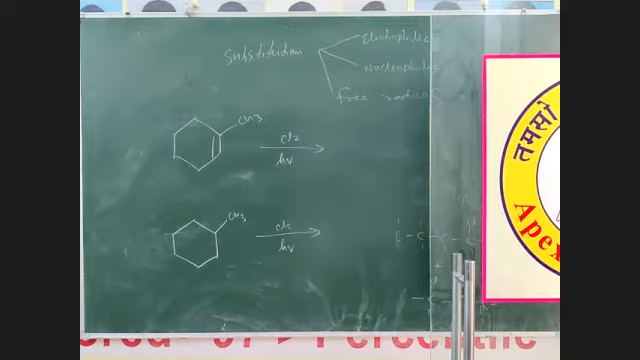 Substitution
Electrophilic
Nucleophilic
Free radical
CH3
Cl2
hν
CH3
Cl2
hν
C - C - C - C
तमसो
Apex